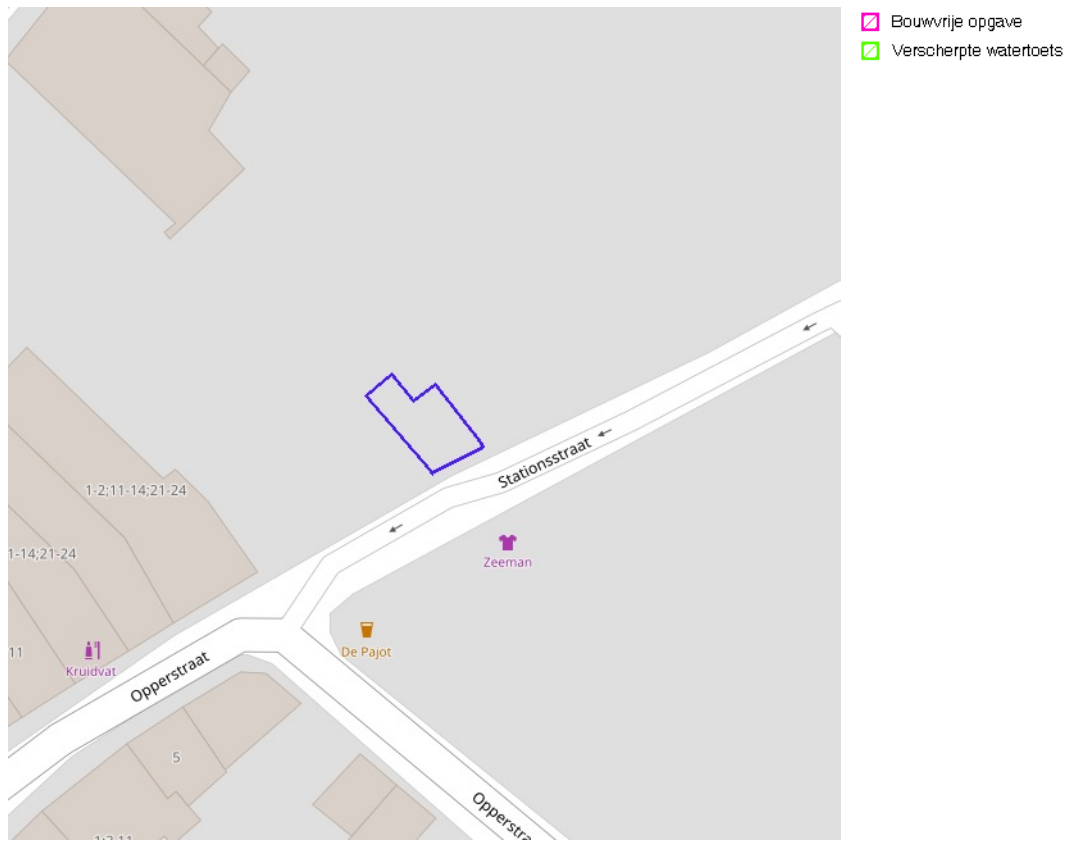 Bouwvrije opgave
Verscherpte watertoets
Stationsstraat
1-2;11-14;21-24
1-14;21-24
Zeeman
11
De Pajot
Kruidvat
Opperstraat
5
Opperstra